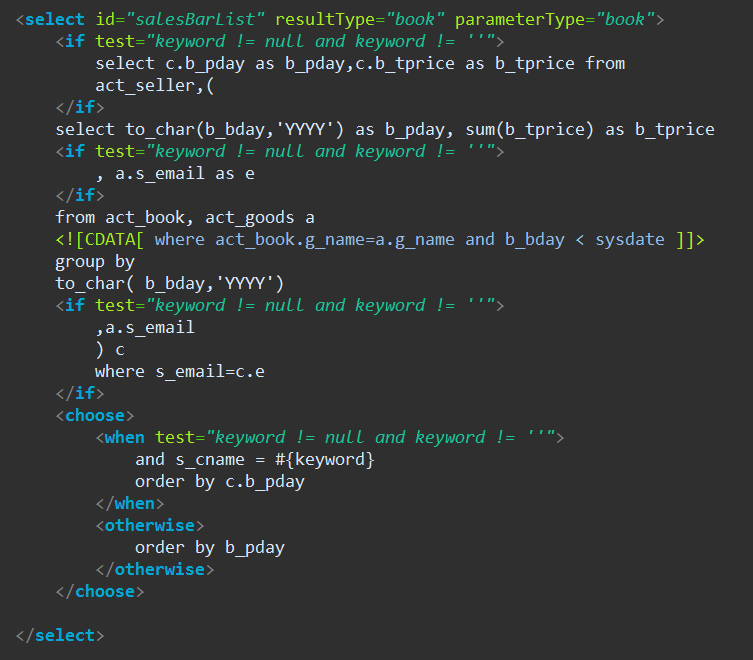 <select id="salesBarList" resultType="book" parameterType="book">
<if test="keyword != null and keyword != ''">
select c.b_pday as b_pday,c.b_tprice as b_tprice from
act_seller,(
</if>
select to_char(b_bday,'YYYY') as b_pday, sum(b_tprice) as b_tprice
<if test="keyword != null and keyword != ''">
, a.s_email as e
</if>
from act_book, act_goods a
<![CDATA[ where act_book.g_name=a.g_name and b_bday < sysdate ]]>
group by
to_char( b_bday,'YYYY')
<if test="keyword != null and keyword != ''">
,a.s_email
) c
where s_email=c.e
</if>
<choose>
<when test="keyword != null and keyword != ''">
and s_cname = #{keyword}
order by c.b_pday
</when>
<otherwise>
order by b_pday
</otherwise>
</choose>
</select>